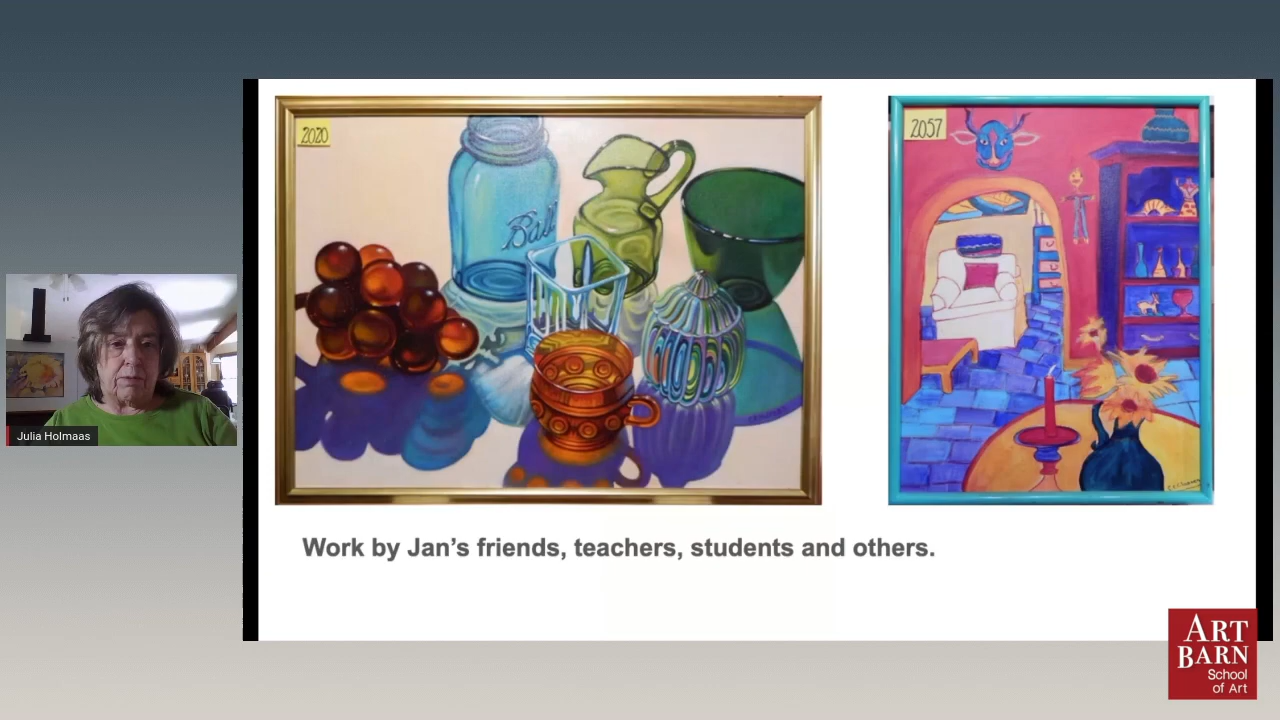 2020
2057
Ball
Julia Holmaas
Work by Jan’s friends, teachers, students and others.
ART
BARN
School
of Art